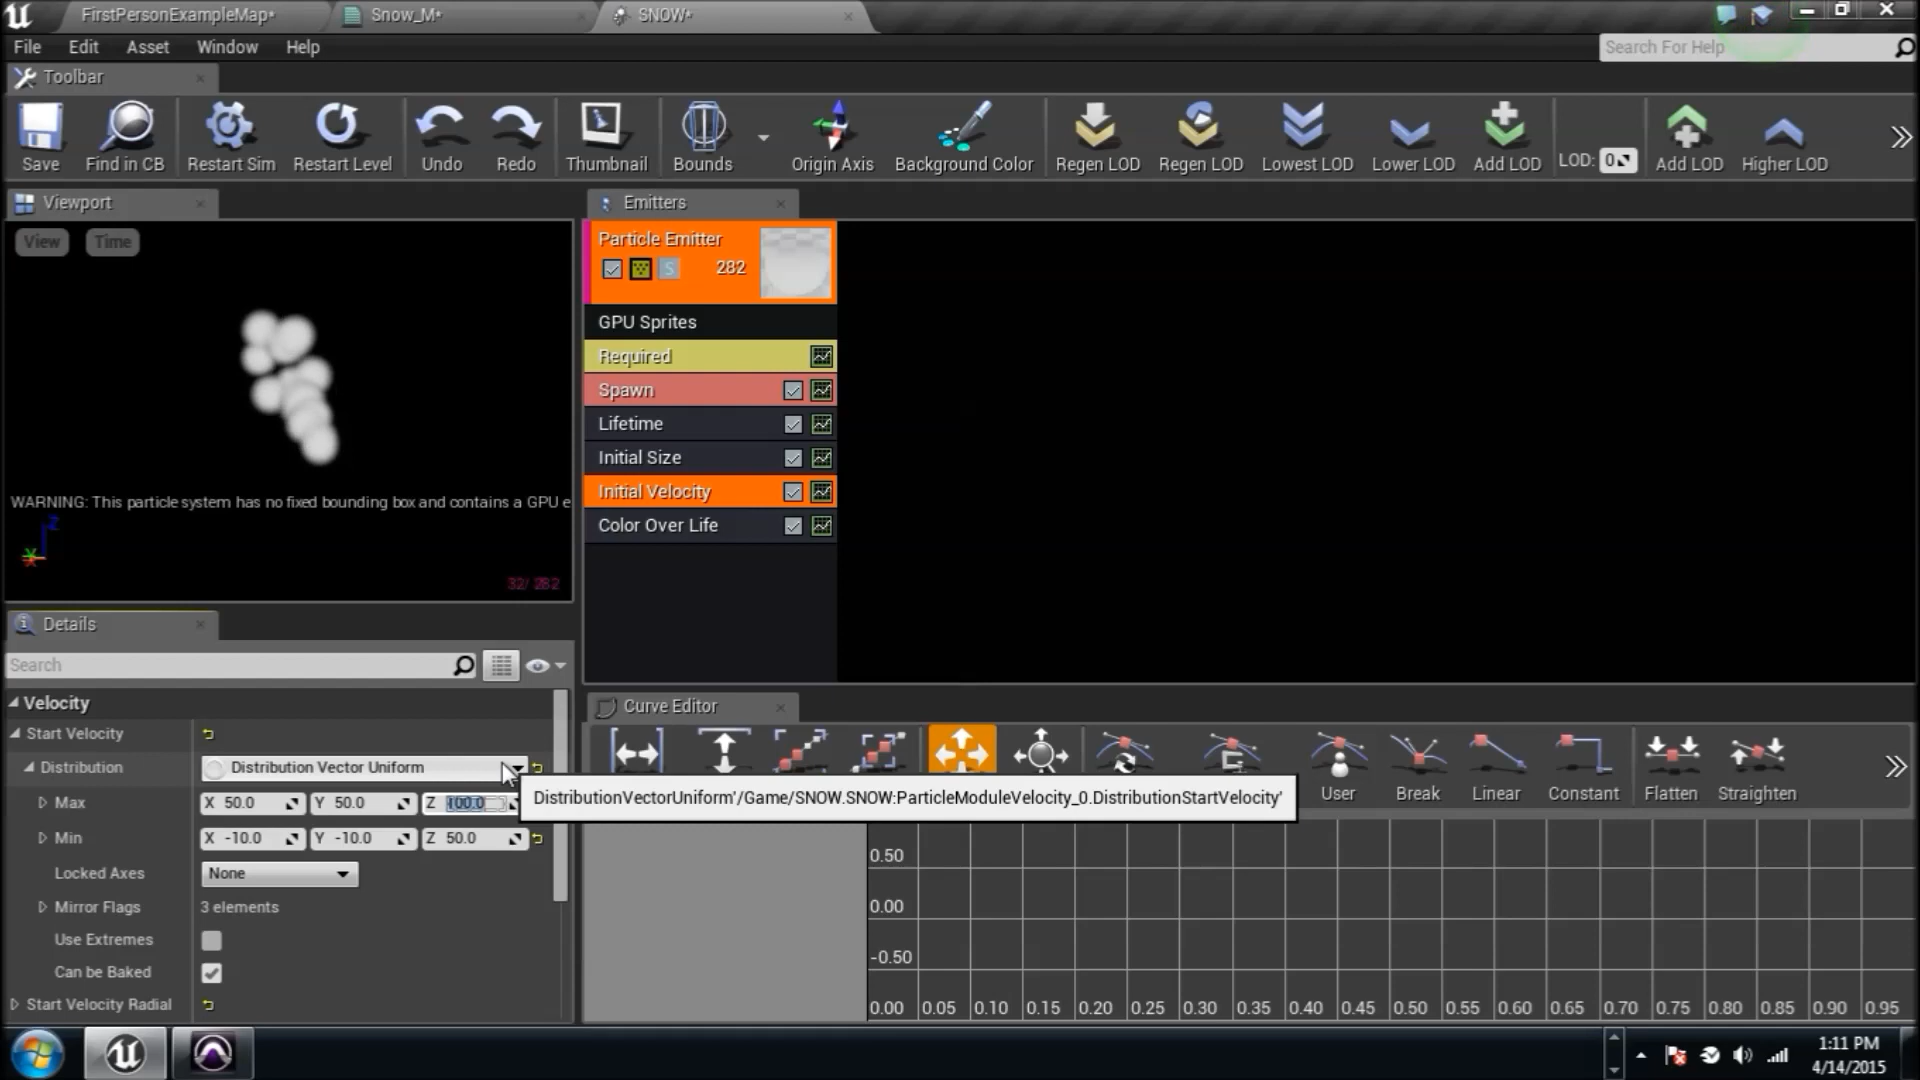 FirstPersonExampleMap*
Snow_M*
SNOW*
File Edit Asset Window Help
Search For Help
Toolbar
Save
Find in CB
Restart Sim
Restart Level
Undo
Redo
Thumbnail
Bounds
Origin Axis
Background Color
Regen LOD
Regen LOD
Lowest LOD
Lower LOD
Add LOD
LOD: 0
Add LOD
Higher LOD
Viewport
View Time
WARNING: This particle system has no fixed bounding box and contains a GPU e
Z
32/ 282
Emitters
Particle Emitter
S 282
GPU Sprites
Required
Spawn
Lifetime
Initial Size
Initial Velocity
Color Over Life
Details
Search
Velocity
Start Velocity
Distribution Distribution Vector Uniform
Max X 50.0 Y 50.0 Z 100.0
Min X -10.0 Y -10.0 Z 50.0
Locked Axes None
Mirror Flags 3 elements
Use Extremes
Can be Baked
Start Velocity Radial
DistributionVectorUniform'/Game/SNOW.SNOW:ParticleModuleVelocity_0.DistributionStartVelocity'
Curve Editor
User
Break
Linear
Constant
Flatten
Straighten
0.50
0.00
-0.50
0.00 0.05 0.10 0.15 0.20 0.25 0.30 0.35 0.40 0.45 0.50 0.55 0.60 0.65 0.70 0.75 0.80 0.85 0.90 0.95
1:11 PM
4/14/2015